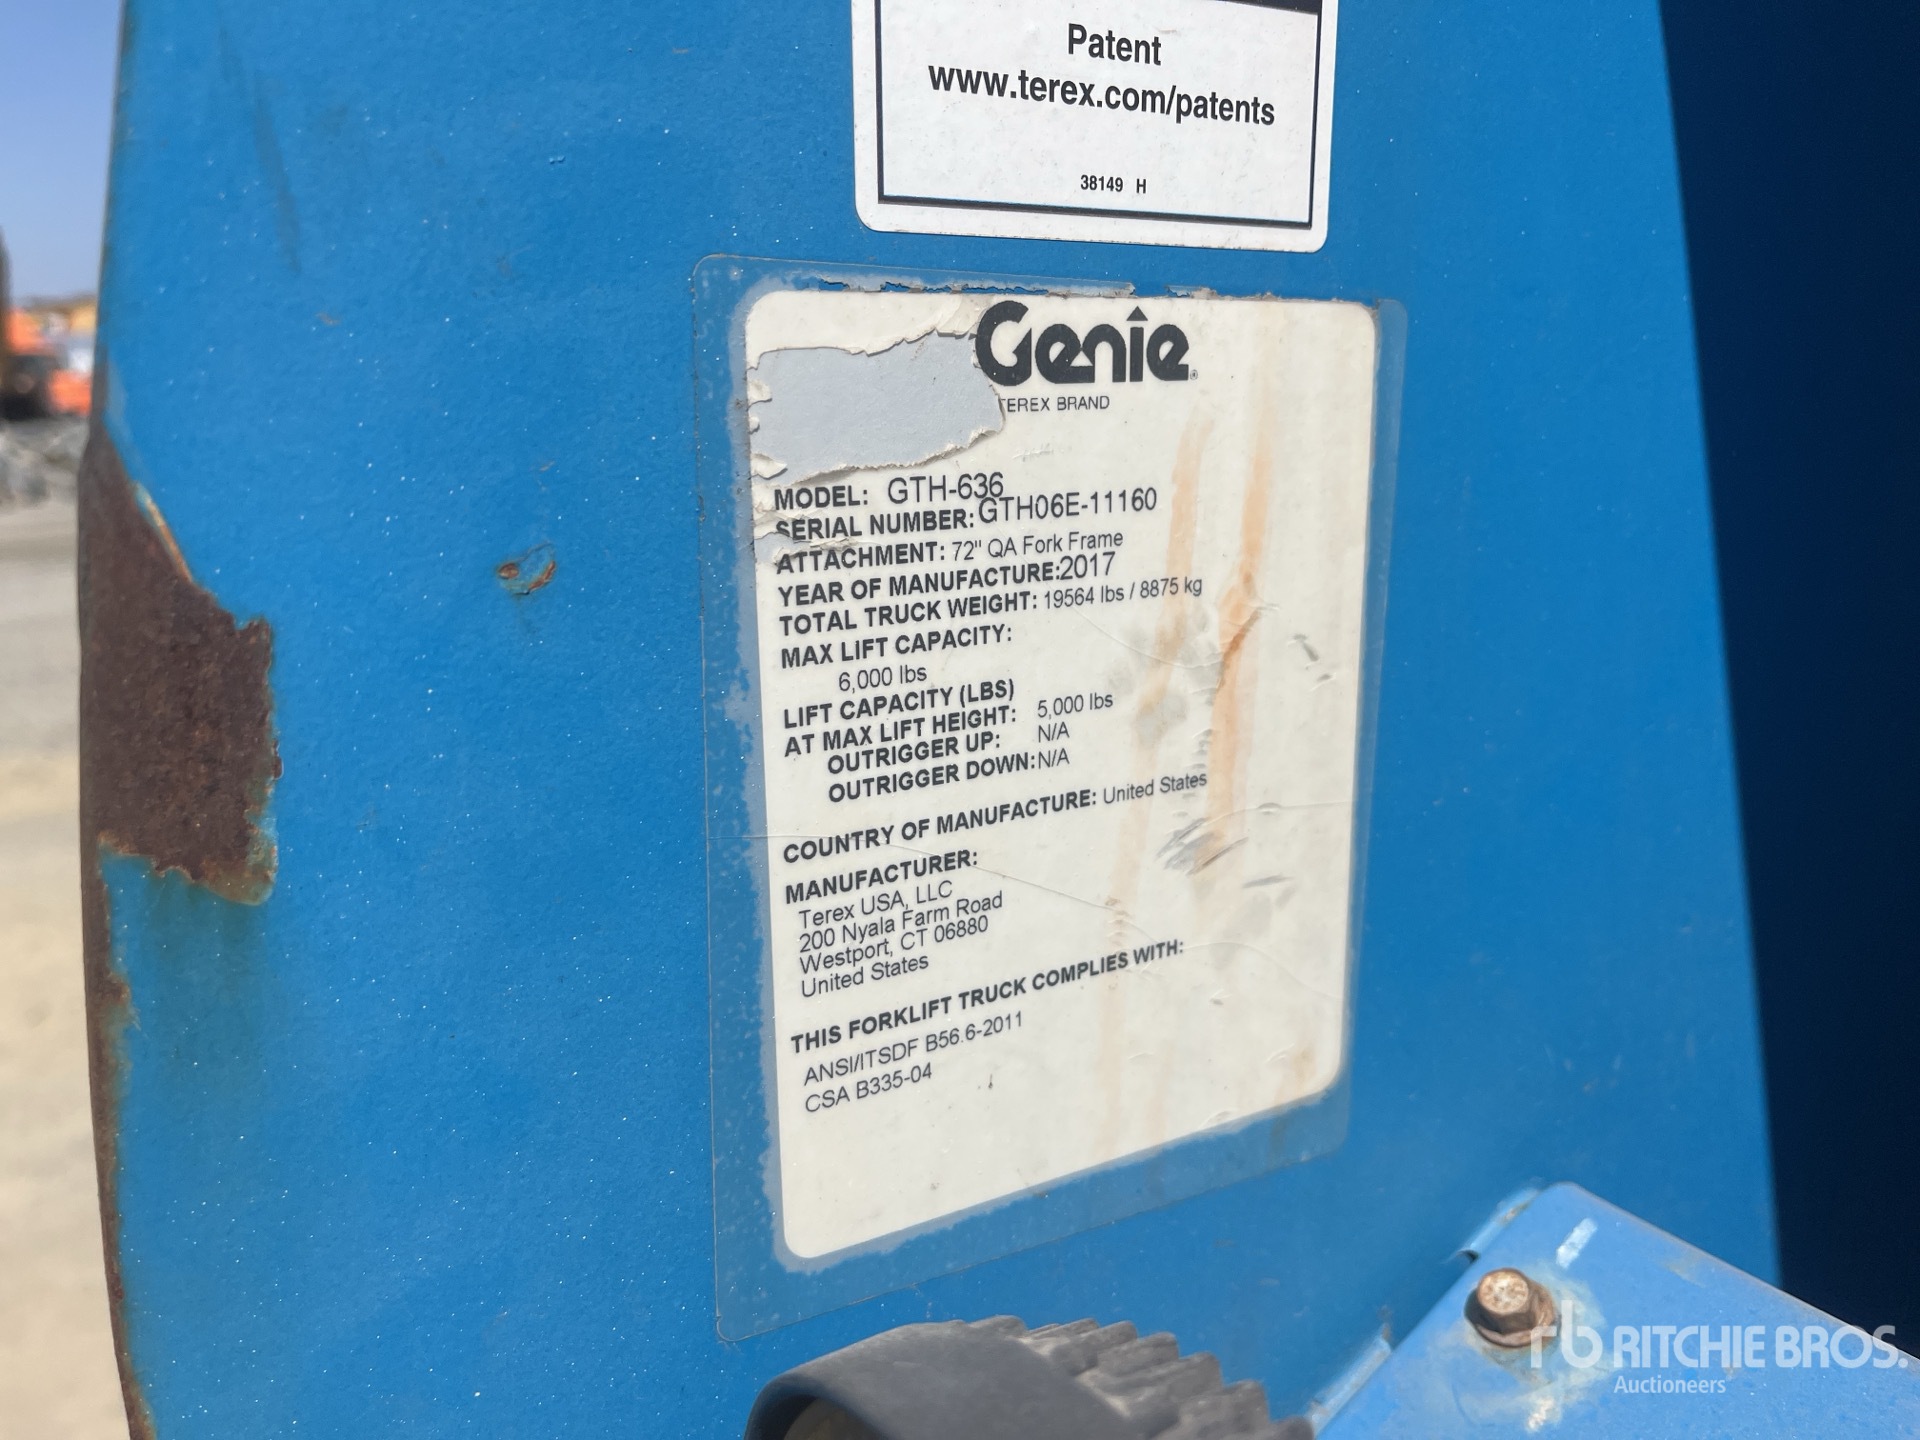 Patent
www.terex.com/patents
38149 H
Genie®
TEREX BRAND
MODEL: GTH-636
SERIAL NUMBER: GTH06E-11160
ATTACHMENT: 72" QA Fork Frame
YEAR OF MANUFACTURE:2017
TOTAL TRUCK WEIGHT: 19564 lbs / 8875 kg
MAX LIFT CAPACITY:
6,000 lbs
LIFT CAPACITY (LBS)
AT MAX LIFT HEIGHT: 5,000 lbs
OUTRIGGER UP: N/A
OUTRIGGER DOWN: N/A
COUNTRY OF MANUFACTURE: United States
MANUFACTURER:
Terex USA, LLC
200 Nyala Farm Road
Westport, CT 06880
United States
THIS FORKLIFT TRUCK COMPLIES WITH:
ANSI/ITSDF B56.6-2011
CSA B335-04
rb RITCHIE BROS.
Auctioneers